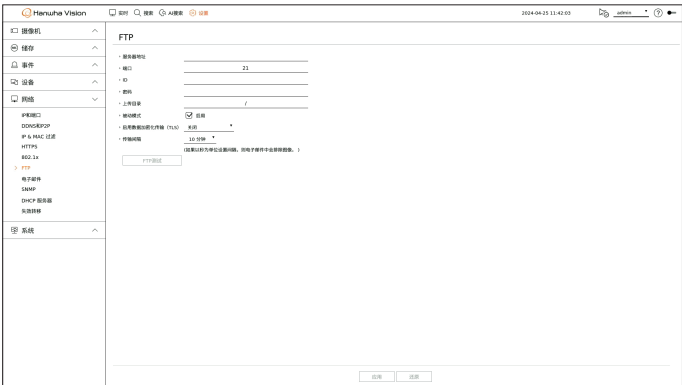 Hanwha Vision 实时 搜索 AI搜索 设置 2024-04-25 11:42:03 admin
摄像机
储存
事件
设备
网络
IP和端口
DDNS和P2P
IP & MAC 过滤
HTTPS
802.1x
> FTP
电子邮件
SNMP
DHCP 服务器
失效转移
系统
FTP
• 服务器地址
• 端口 21
• ID
• 密码
• 上传目录 /
• 被动模式 启用
• 启用数据加密化传输（TLS） 关闭
• 传输间隔 10 分钟
(如果以秒为单位设置间隔，则电子邮件中会排除图像。)
FTP测试
应用 还原